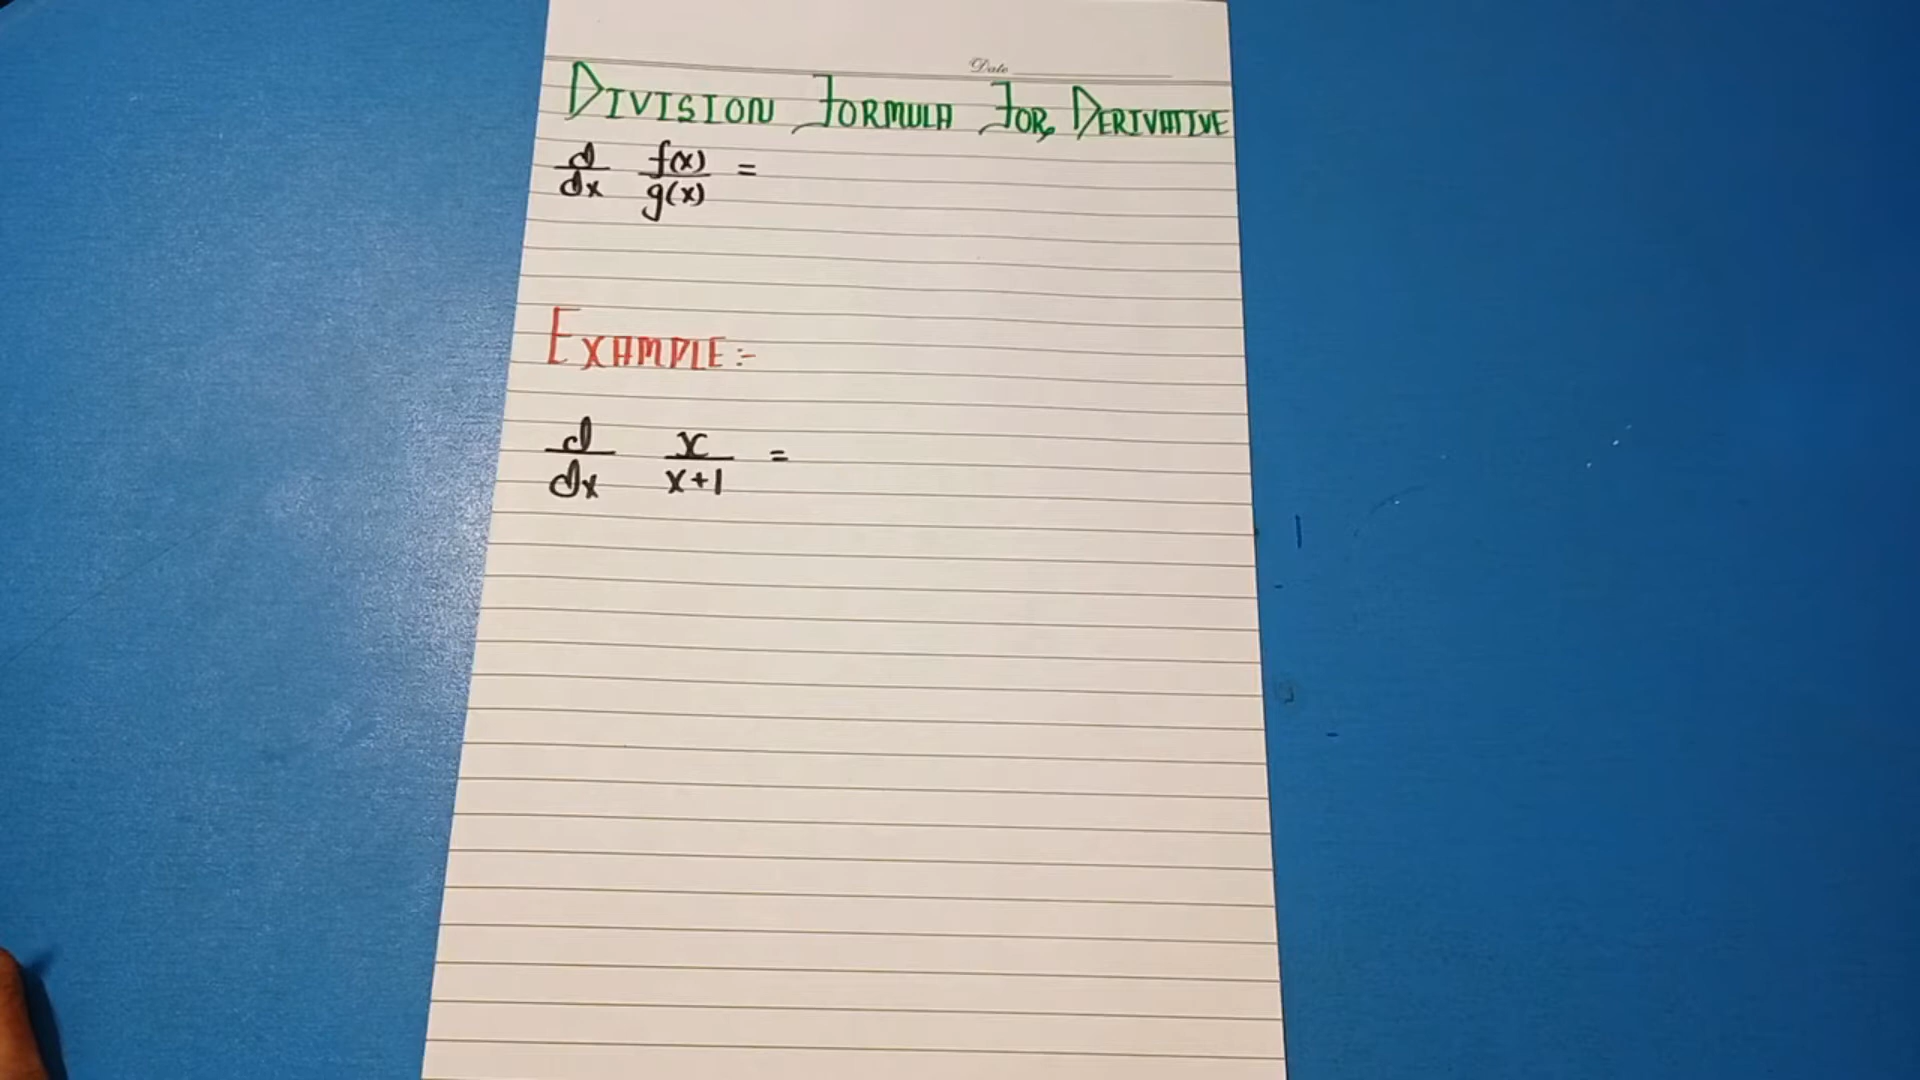 Date
DIVISION FORMULA FOR DERIVATIVE
d/dx f(x)/g(x) =
EXAMPLE:-
d/dx x/x+1 =